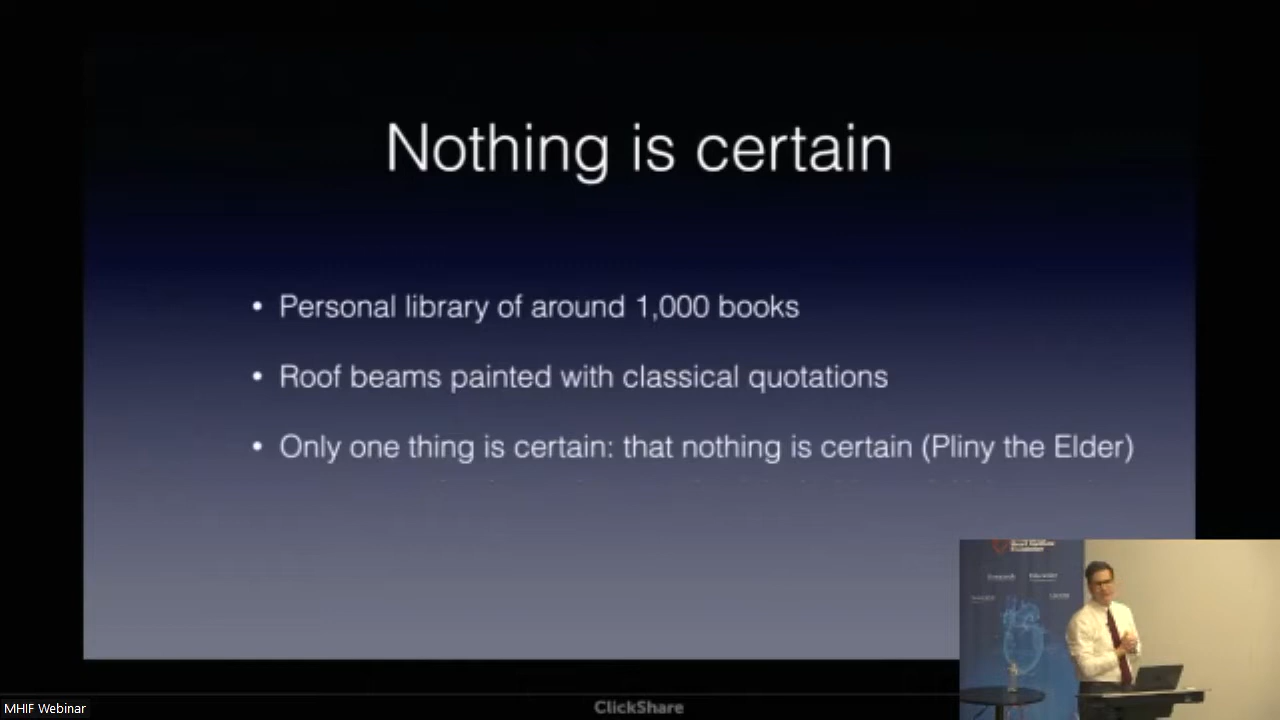 Nothing is certain
• Personal library of around 1,000 books
• Roof beams painted with classical quotations
• Only one thing is certain: that nothing is certain (Pliny the Elder)
MHIF Webinar
ClickShare